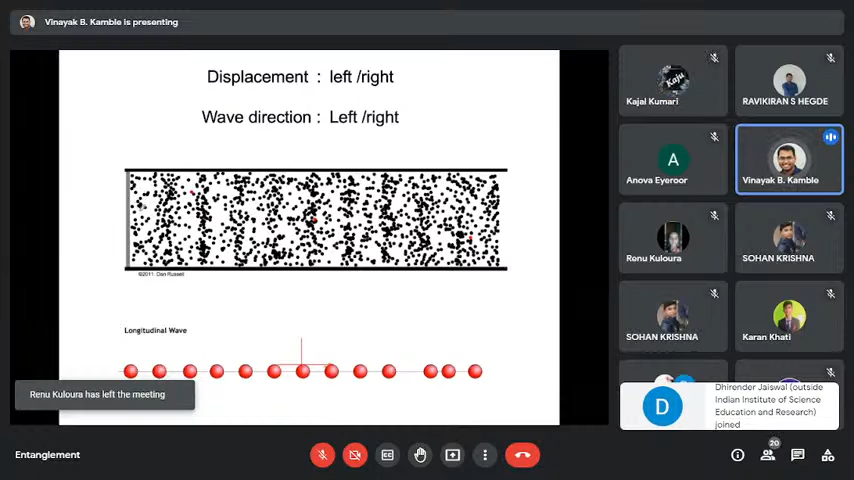 Vinayak B. Kamble is presenting
Displacement : left /right
Wave direction : Left /right
©2011. Dan Russell
Longitudinal Wave
Renu Kuloura has left the meeting
Entanglement
Kaju
Kajal Kumari
RAVIKIRAN S HEGDE
A
Anova Eyeroor
Vinayak B. Kamble
Renu Kuloura
SOHAN KRISHNA
SOHAN KRISHNA
Karan Khati
D
Dhirender Jaiswal (outside
Indian Institute of Science
Education and Research)
joined
20
CC